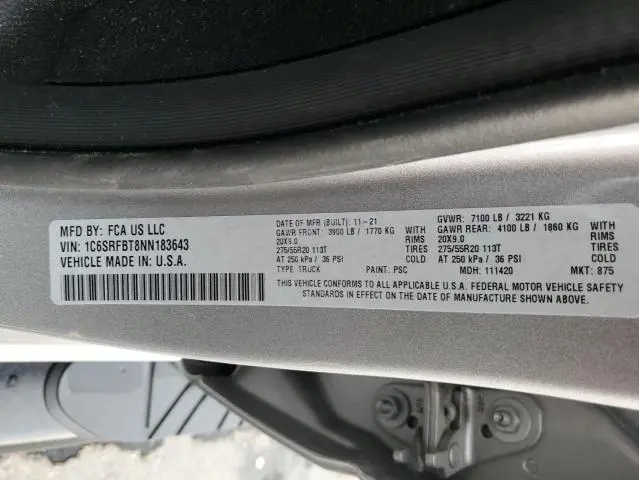 MFD BY: FCA US LLC
VIN: 1C6SRFBT8NN183643
VEHICLE MADE IN: U.S.A.
DATE OF MFR (BUILT): 11-21 GVWR: 7100 LB / 3221 KG
GAWR FRONT: 3900 LB / 1770 KG WITH GAWR REAR: 4100 LB / 1860 KG WITH
20X9.0 RIMS 20X9.0 RIMS
275/55R20 113T TIRES 275/55R20 113T TIRES
AT 250 kPa / 36 PSI COLD AT 250 kPa / 36 PSI COLD
TYPE: TRUCK PAINT: PSC MDH: 111420 MKT: 875
THIS VEHICLE CONFORMS TO ALL APPLICABLE U.S.A. FEDERAL MOTOR VEHICLE SAFETY
STANDARDS IN EFFECT ON THE DATE OF MANUFACTURE SHOWN ABOVE.